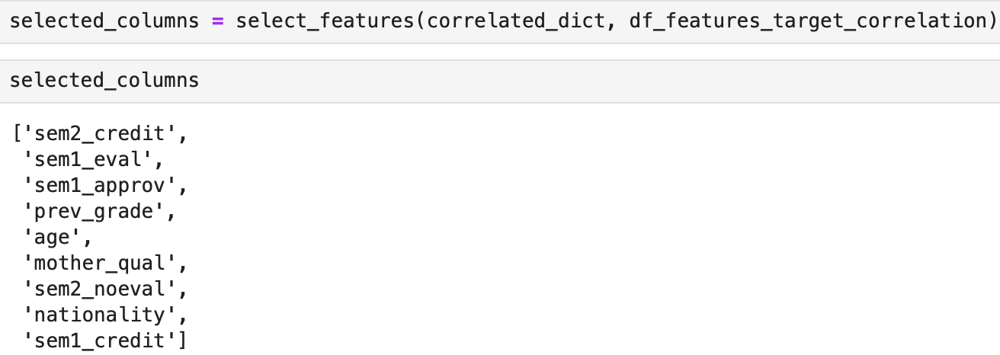 selected_columns = select_features(correlated_dict, df_features_target_correlation)
selected_columns
['sem2_credit',
 'sem1_eval',
 'sem1_approv',
 'prev_grade',
 'age',
 'mother_qual',
 'sem2_noeval',
 'nationality',
 'sem1_credit']